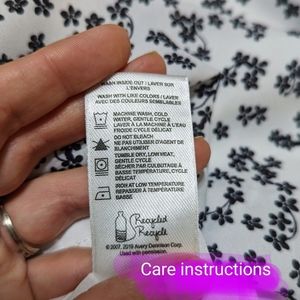 WASH INSIDE OUT / LAVER SUR
L'ENVERS
WASH WITH LIKE COLORS / LAVER
AVEC DES COULEURS SEMBLABLES
MACHINE WASH, COLD
WATER, GENTLE CYCLE
LAVER À LA MACHINE À L'EAU
FROIDE CYCLE DÉLICAT
DO NOT BLEACH
NE PAS UTILISER D'AGENT
DE BLANCHIMENT
TUMBLE DRY, LOW HEAT,
GENTLE CYCLE
SÉCHER PAR CULBUTAGE À
BASSE TEMPÉRATURE, CYCLE
DÉLICAT
IRON AT LOW TEMPERATURE
REPASSER À TEMPÉRATURE
BASSE
Recycled
Recycle
© 2007, 2019 Avery Dennison Corp.
Used with permission.
Care instructions